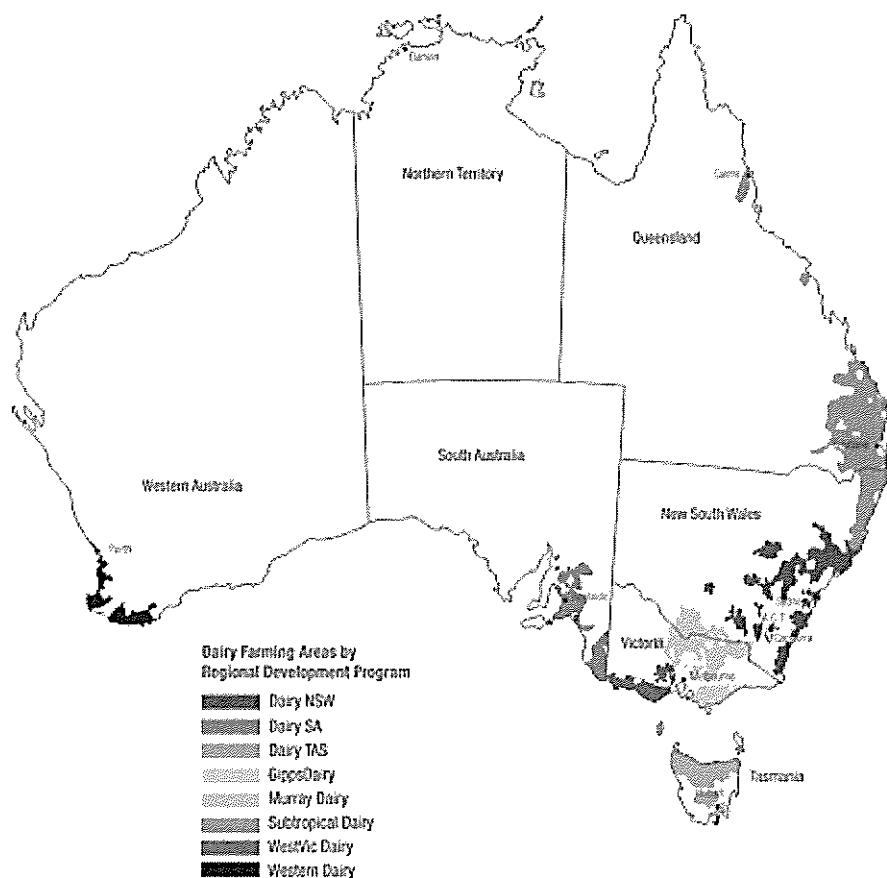 Darwin
Northern Territory
Cairns
Queensland
South Australia
Western Australia
New South Wales
Perth
A.C.T
Canberra
Victoria
Melbourne
Dairy Farming Areas by
Regional Development Program
Dairy NSW
Dairy SA
Dairy TAS
GippsDairy
Murray Dairy
Subtropical Dairy
WestVic Dairy
Western Dairy
Tasmania